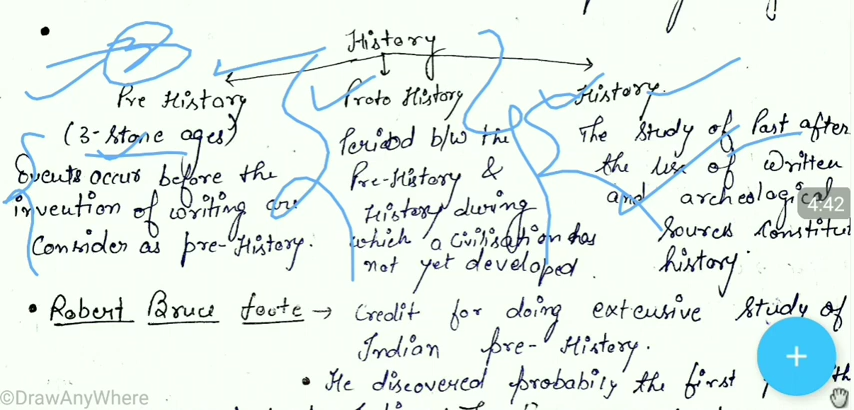 History
Pre History
(3-Stone ages)
Events occur before the
invention of writing are
Consider as pre-History.
Proto History
Period b/w the
Pre-History &
History during
which a Civilisation has
not yet developed.
History.
The Study of Past after
the use of written
and archeological
Sources Constitut
history.
• Robert Bruce foote → Credit for doing extensive Study of
Indian pre-History.
• He discovered probabily the first
4:42
©DrawAnyWhere